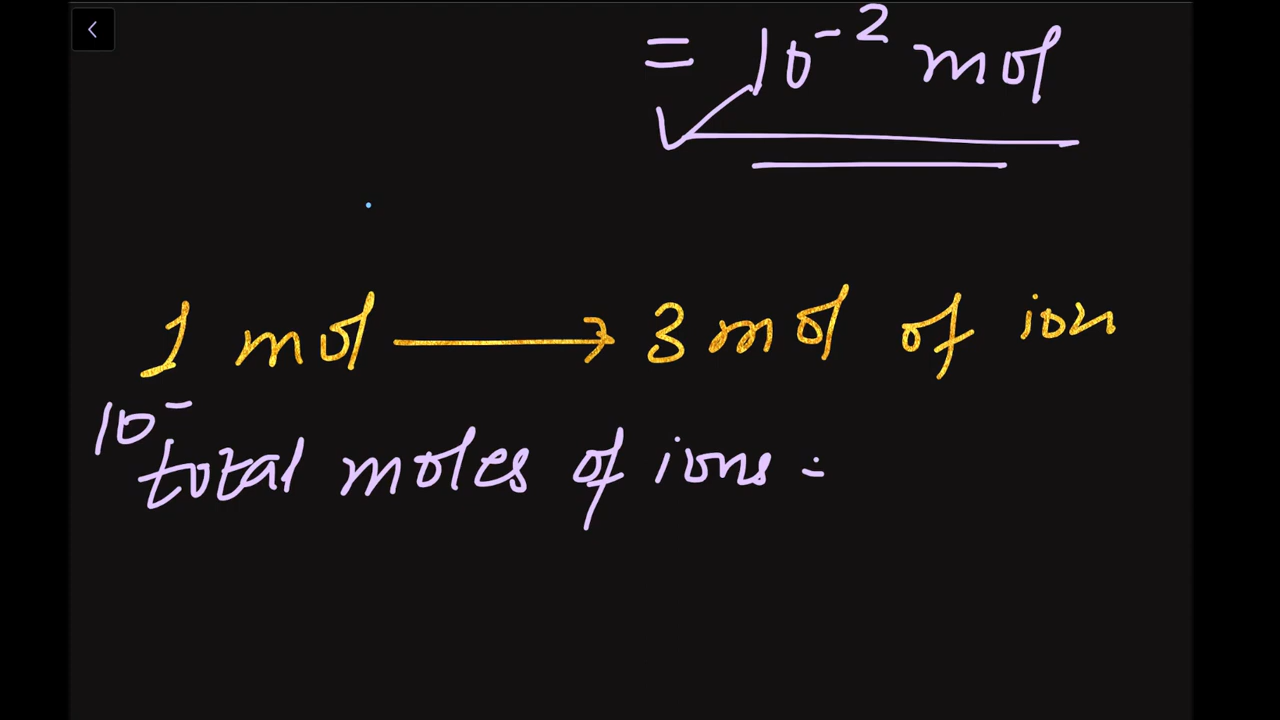 = 10⁻² mol
1 mol → 3 mol of ion
10⁻
total moles of ions =